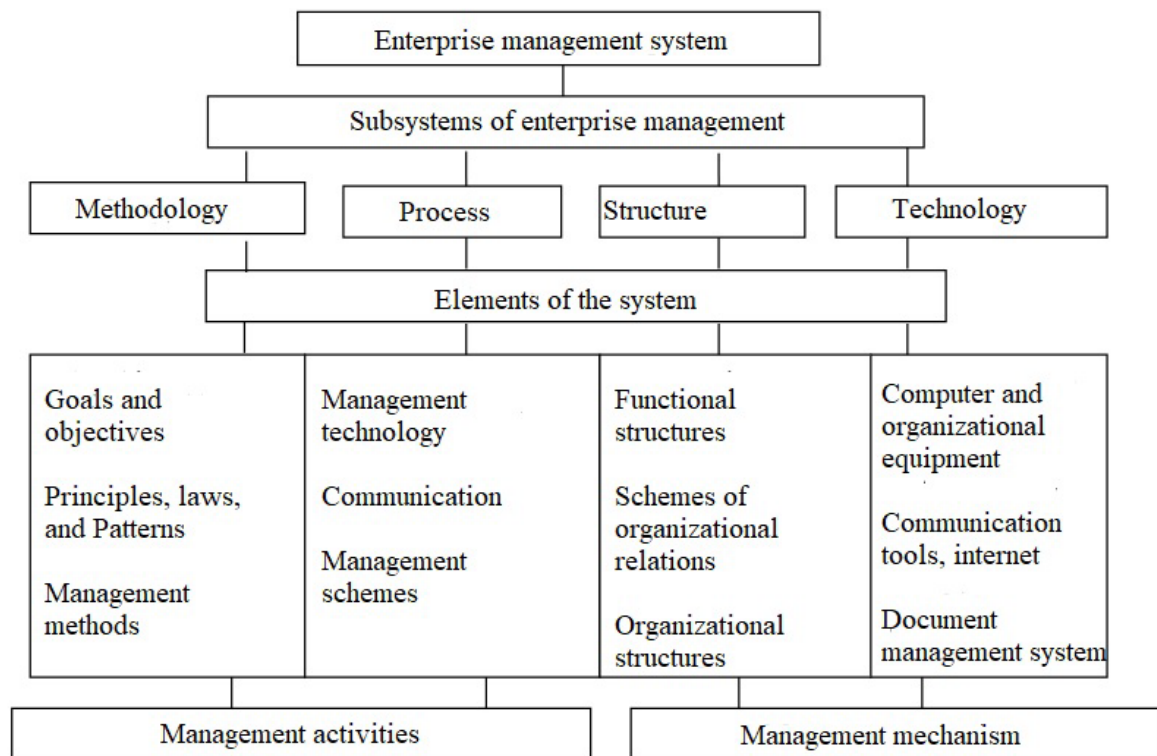 Enterprise management system
Subsystems of enterprise management
Methodology
Process
Structure
Technology
Elements of the system
Goals and
objectives
Principles, laws,
and Patterns
Management
methods
Management
technology
Communication
Management
schemes
Functional
structures
Schemes of
organizational
relations
Organizational
structures
Computer and
organizational
equipment
Communication
tools, internet
Document
management system
Management activities
Management mechanism